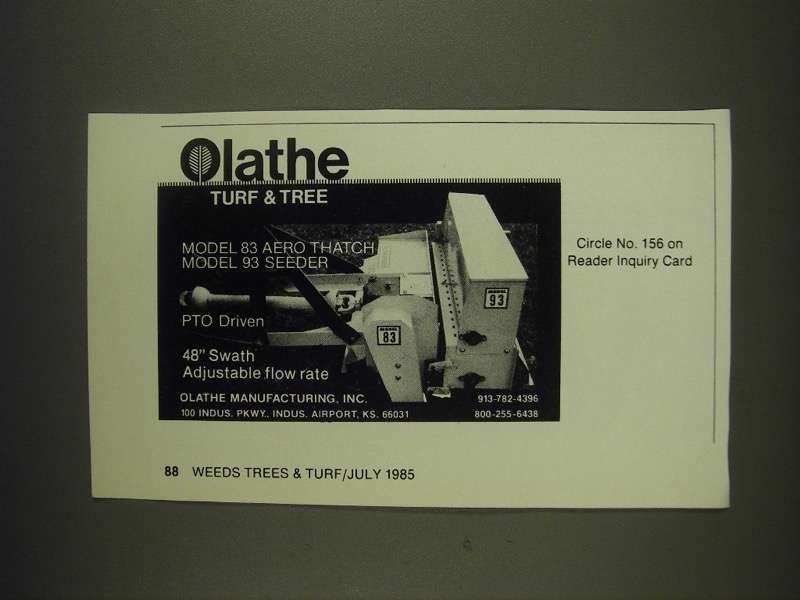 Olathe
TURF & TREE
MODEL 83 AERO THATCH
MODEL 93 SEEDER
PTO Driven
48" Swath
Adjustable flow rate
MODEL
93
MODEL
83
OLATHE MANUFACTURING, INC.
100 INDUS. PKWY., INDUS. AIRPORT, KS. 66031
913-782-4396
800-255-6438
Circle No. 156 on
Reader Inquiry Card
88 WEEDS TREES & TURF/JULY 1985